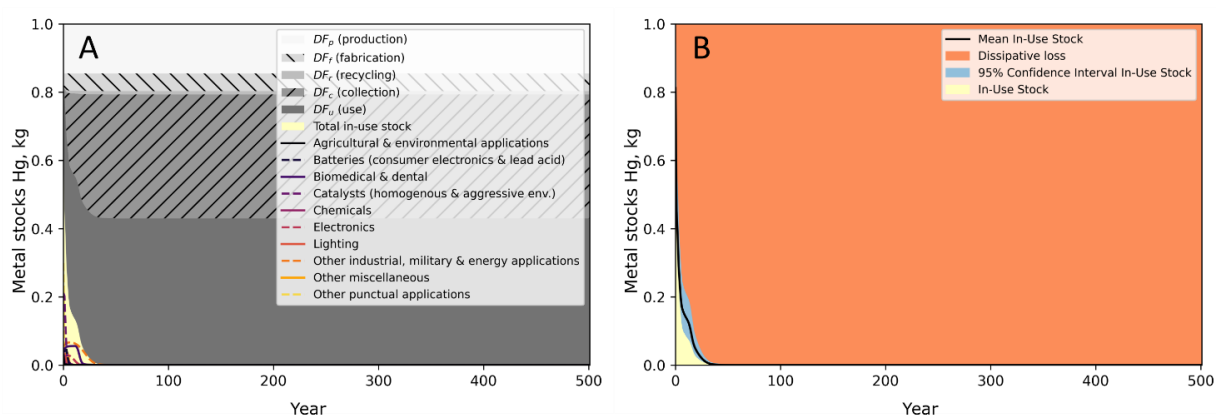 A
Metal stocks Hg, kg
1.0
0.8
0.6
0.4
0.2
0.0
DFp (production)
DFf (fabrication)
DFr (recycling)
DFc (collection)
DFu (use)
Total in-use stock
Agricultural & environmental applications
Batteries (consumer electronics & lead acid)
Biomedical & dental
Catalysts (homogenous & aggressive env.)
Chemicals
Electronics
Lighting
Other industrial, military & energy applications
Other miscellaneous
Other punctual applications
0 100 200 300 400 500
Year
B
Metal stocks Hg, kg
1.0
0.8
0.6
0.4
0.2
0.0
Mean In-Use Stock
Dissipative loss
95% Confidence Interval In-Use Stock
In-Use Stock
0 100 200 300 400 500
Year